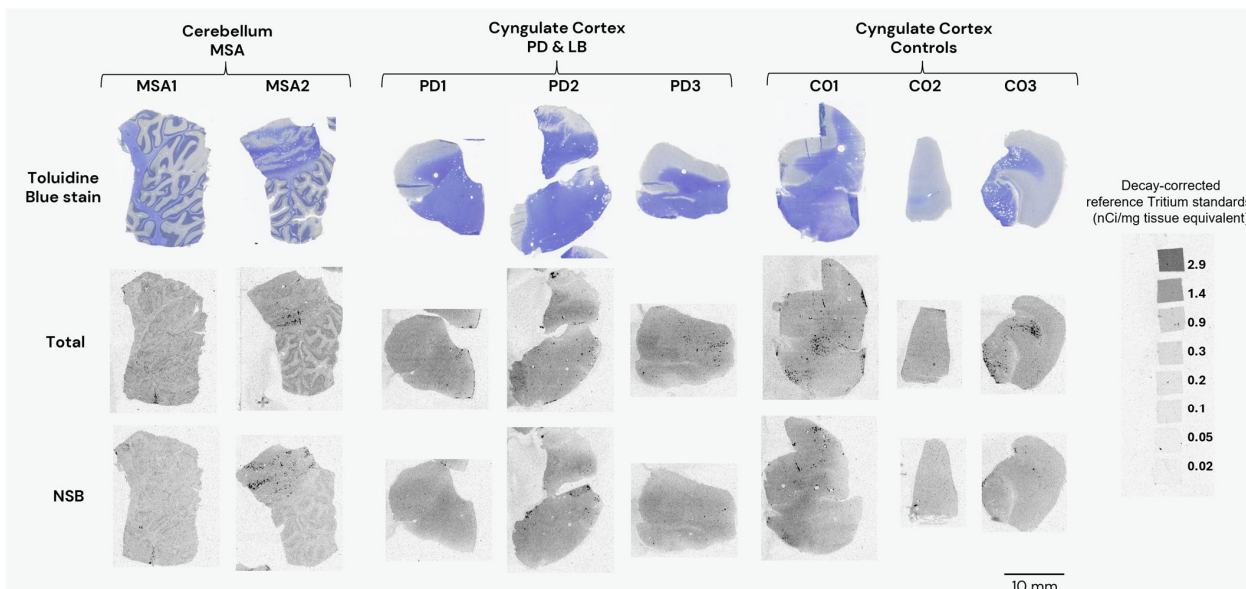 Cerebellum
MSA
Cyngulate Cortex
PD & LB
Cyngulate Cortex
Controls
MSA1
MSA2
PD1
PD2
PD3
CO1
CO2
CO3
Toluidine
Blue stain
Decay-corrected
reference Tritium standards
(nCi/mg tissue equivalent)
2.9
1.4
0.9
0.3
0.2
0.1
0.05
0.02
Total
NSB
10 mm